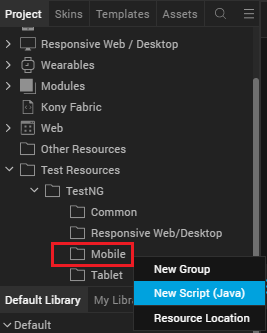 Project Skins Templates Assets
Responsive Web / Desktop
Wearables
Modules
Kony Fabric
Web
Other Resources
Test Resources
TestNG
Common
Responsive Web/Desktop
Mobile
New Group
Tablet
New Script (Java)
Default Library My Libra
Resource Location
Default